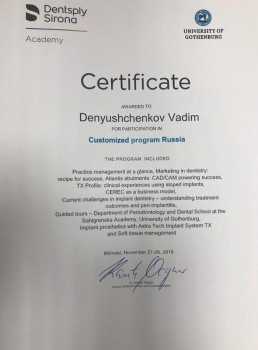 Dentsply
Sirona
Academy
UNIVERSITY OF
GOTHENBURG
Certificate
AWARDED TO
Denyushchenkov Vadim
FOR PARTICIPATION IN
Customized program Russia
THE PROGRAM INCLUDED
Practice management at a glance, Marketing in dentistry:
recipe for success, Atlantis abutments: CAD/CAM powering success,
TX Profile: clinical experiences using sloped implants,
CEREC as a business model,
Current challenges in implant dentistry – understanding treatment
outcomes and peri-implantitis,
Guided tours – Department of Periodontology and Dental School at the
Sahlgrenska Academy, University of Gothenburg,
Implant prosthetics with Astra Tech Implant System TX
and Soft tissue management
Mölndal, November